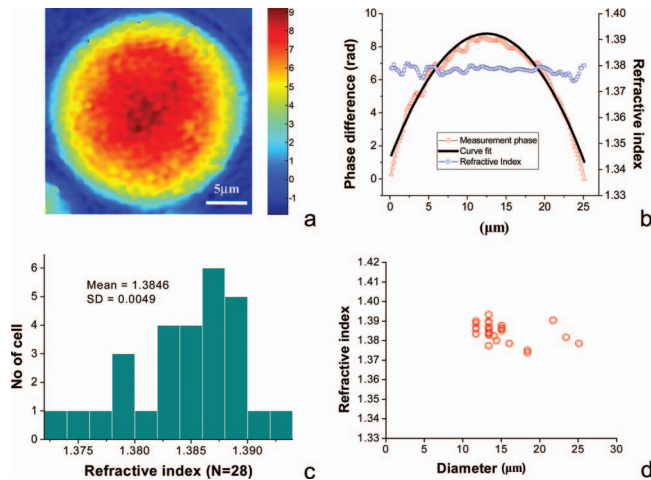 9
8
7
6
5
4
3
2
1
0
-1
5μm
a
Phase difference (rad)
10
8
6
4
2
0
1.40
1.39
1.38
1.37
1.36
1.35
1.34
1.33
Refractive index
Measurement phase
Curve fit
Refractive Index
0 5 10 15 20 25
(μm)
b
No of cell
6
5
4
3
2
1
0
Mean = 1.3846
SD = 0.0049
1.375 1.380 1.385 1.390
Refractive index (N=28)
c
Refractive index
1.42
1.41
1.40
1.39
1.38
1.37
1.36
1.35
1.34
1.33
0 5 10 15 20 25 30
Diameter (μm)
d